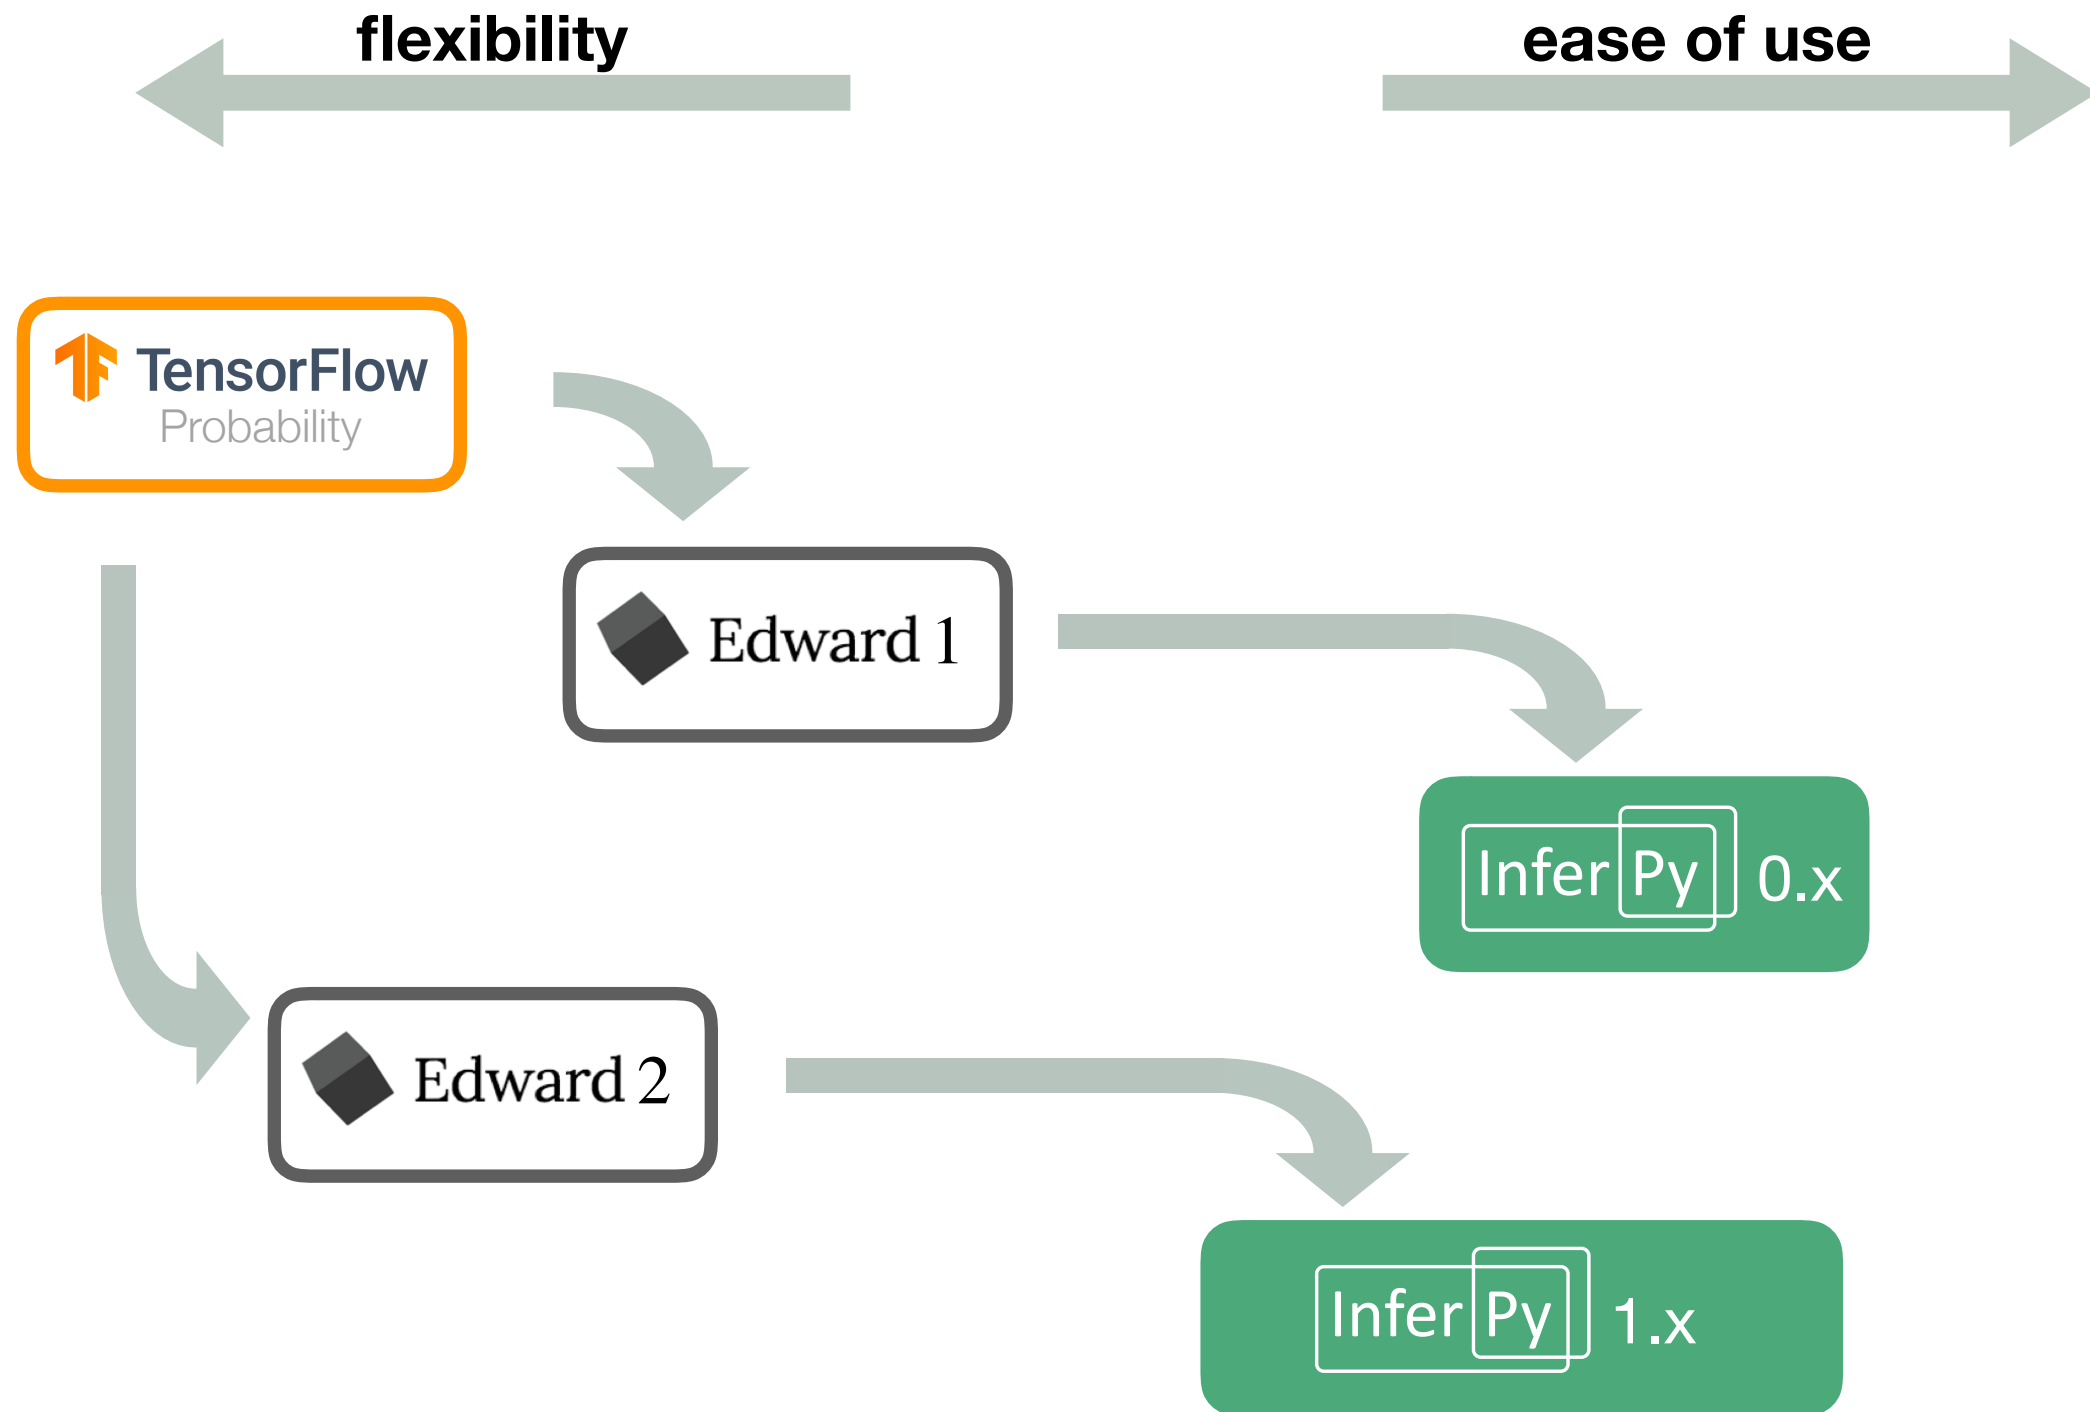 flexibility
ease of use
TensorFlow
Probability
Edward 1
InferPy 0.x
Edward 2
InferPy 1.x